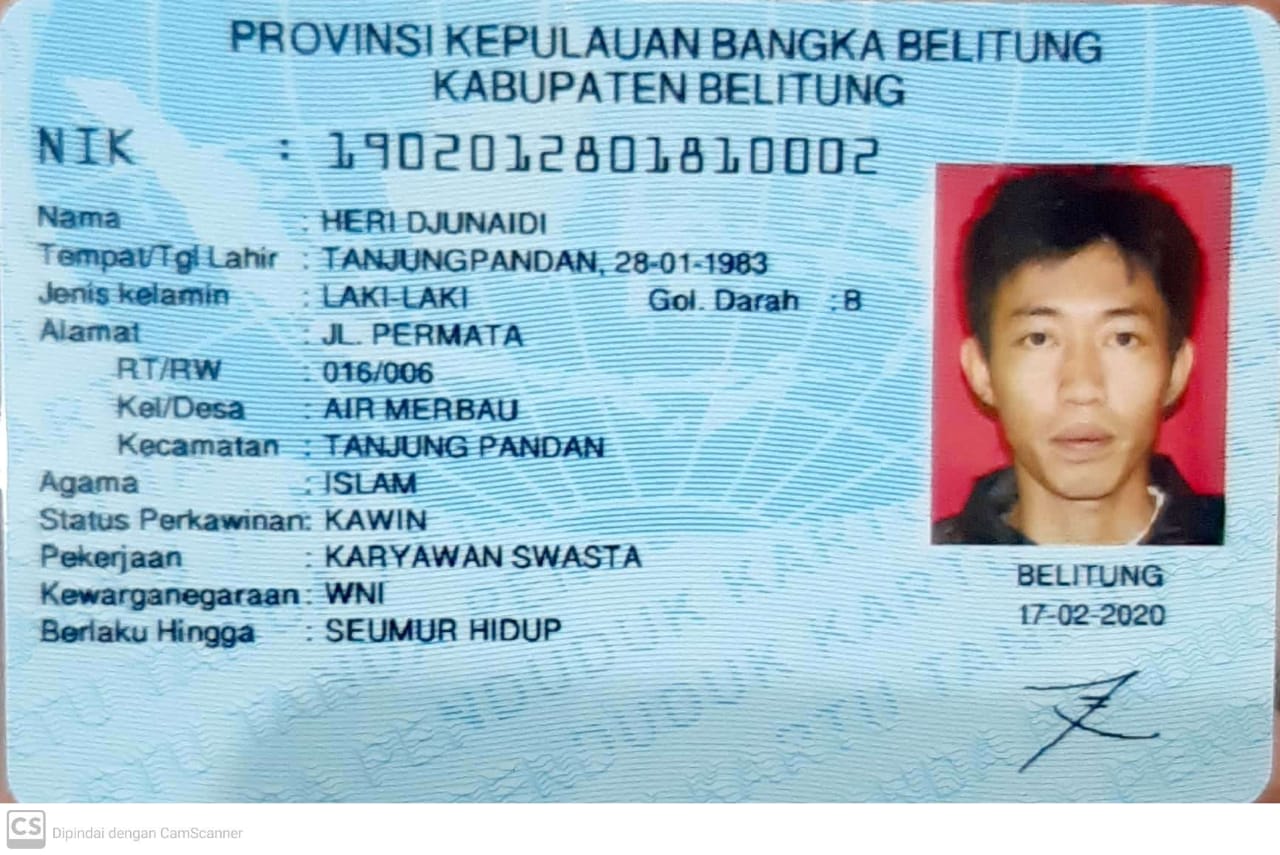 PROVINSI KEPULAUAN BANGKA BELITUNG
KABUPATEN BELITUNG
NIK : 1902012801810002
Nama : HERI DJUNAIDI
Tempat/Tgl Lahir : TANJUNGPANDAN, 28-01-1983
Jenis kelamin : LAKI-LAKI Gol. Darah : B
Alamat : JL. PERMATA
RT/RW : 016/006
Kel/Desa : AIR MERBAU
Kecamatan : TANJUNG PANDAN
Agama : ISLAM
Status Perkawinan: KAWIN
Pekerjaan : KARYAWAN SWASTA
Kewarganegaraan : WNI
Berlaku Hingga : SEUMUR HIDUP
BELITUNG
17-02-2020
CS Dipindai dengan CamScanner